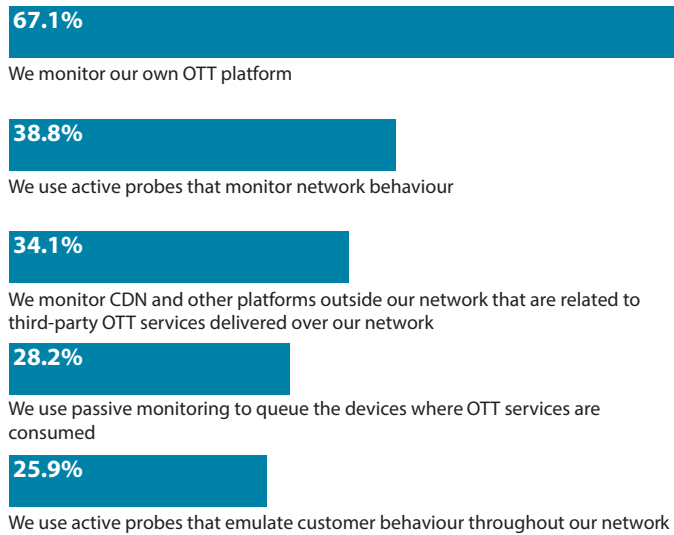 67.1%
We monitor our own OTT platform
38.8%
We use active probes that monitor network behaviour
34.1%
We monitor CDN and other platforms outside our network that are related to
third-party OTT services delivered over our network
28.2%
We use passive monitoring to queue the devices where OTT services are
consumed
25.9%
We use active probes that emulate customer behaviour throughout our network